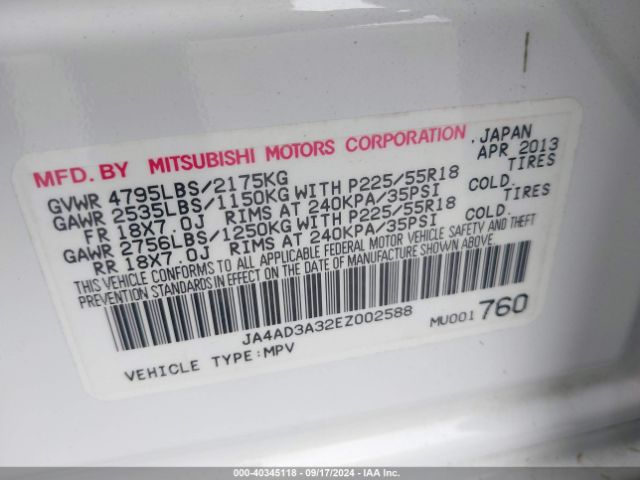 MFD. BY MITSUBISHI MOTORS CORPORATION .JAPAN
APR 2013
GVWR 4795LBS/2175KG
GAWR 2535LBS/1150KG WITH P225/55R18 TIRES
FR 18X7.0J RIMS AT 240KPA/35PSI COLD.
GAWR 2756LBS/1250KG WITH P225/55R18 TIRES
RR 18X7.0J RIMS AT 240KPA/35PSI COLD.
THIS VEHICLE CONFORMS TO ALL APPLICABLE FEDERAL MOTOR VEHICLE SAFETY AND THEFT
PREVENTION STANDARDS IN EFFECT ON THE DATE OF MANUFACTURE SHOWN ABOVE.
JA4AD3A32EZ002588 MU001760
VEHICLE TYPE:MPV
000-40345118 - 09/17/2024 - IAA Inc.